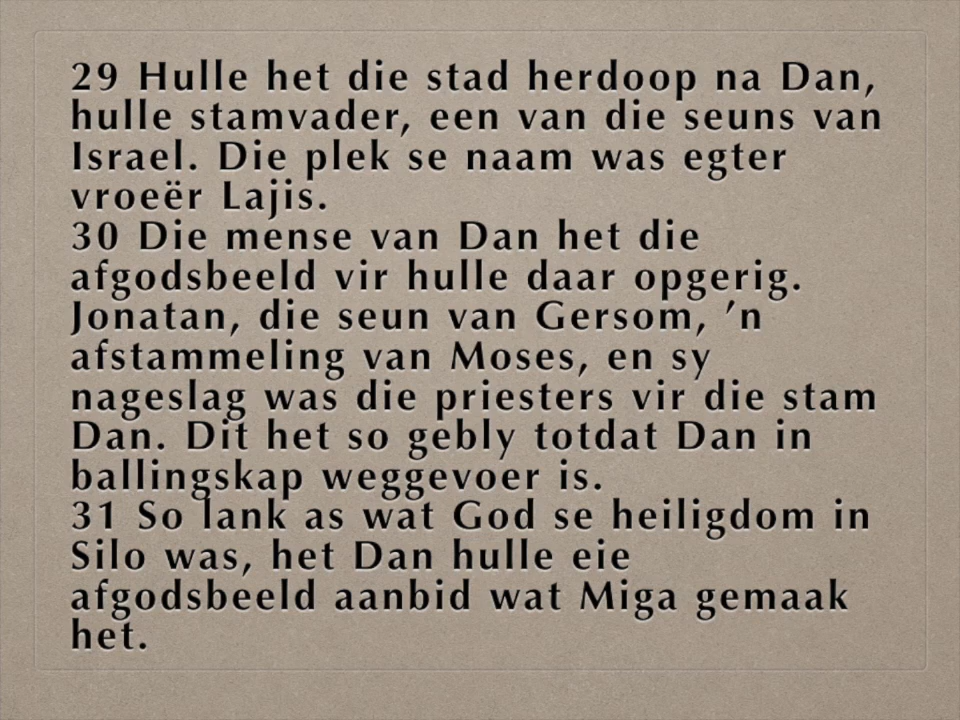 29 Hulle het die stad herdoop na Dan,
hulle stamvader, een van die seuns van
Israel. Die plek se naam was egter
vroeër Lajis.
30 Die mense van Dan het die
afgodsbeeld vir hulle daar opgerig.
Jonatan, die seun van Gersom, ’n
afstammeling van Moses, en sy
nageslag was die priesters vir die stam
Dan. Dit het so gebly totdat Dan in
ballingskap weggevoer is.
31 So lank as wat God se heiligdom in
Silo was, het Dan hulle eie
afgodsbeeld aanbid wat Miga gemaak
het.